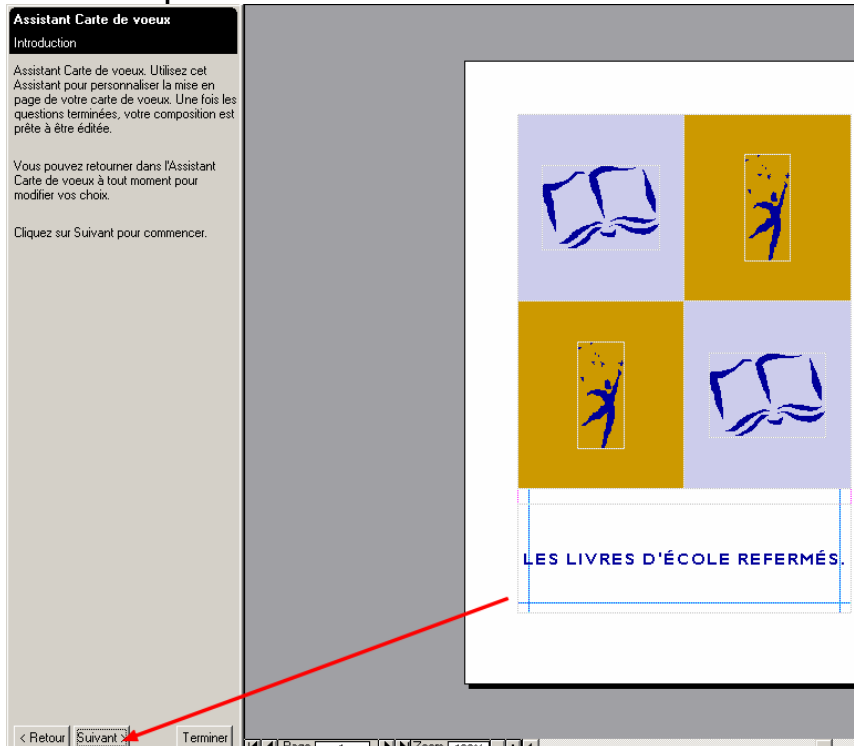 Assistant Carte de voeux
Introduction
Assistant Carte de voeux. Utilisez cet
Assistant pour personnaliser la mise en
page de votre carte de voeux. Une fois les
questions terminées, votre composition est
prête à être éditée.
Vous pouvez retourner dans l'Assistant
Carte de voeux à tout moment pour
modifier vos choix.
Cliquez sur Suivant pour commencer.
LES LIVRES D'ÉCOLE REFERMÉS.
< Retour Suivant > Terminer
Page 1 Zoom